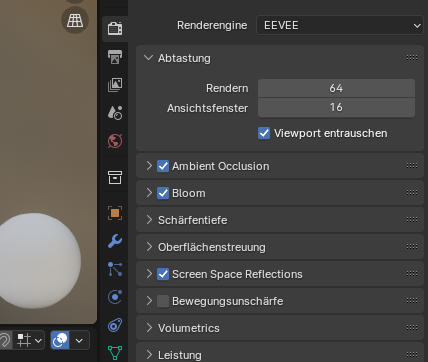 Renderengine EEVEE
Abtastung
Rendern 64
Ansichtsfenster 16
Viewport entrauschen
Ambient Occlusion
Bloom
Schärfentiefe
Oberflächenstreuung
Screen Space Reflections
Bewegungsunschärfe
Volumetrics
Leistung